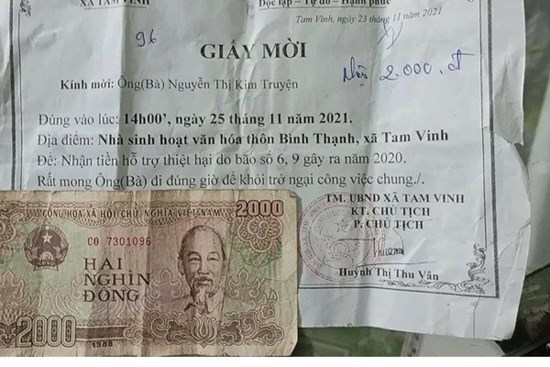 XÃ TAM VINH
Độc lập – Tự do – Hạnh phúc
Tam Vinh, ngày 23 tháng 11 năm 2021
96
GIẤY MỜI
Kính mời: Ông(Bà) Nguyễn Thị Kim Truyện
2.000.đ
Đúng vào lúc: 14h00’, ngày 25 tháng 11 năm 2021.
Địa điểm: Nhà sinh hoạt văn hóa thôn Bình Thạnh, xã Tam Vinh
Để: Nhận tiền hỗ trợ thiệt hại do bão số 6, 9 gây ra năm 2020.
Rất mong Ông(Bà) đi đúng giờ để khỏi trở ngại công việc chung./.
TM. UBND XÃ TAM VINH
KT. CHỦ TỊCH
P. CHỦ TỊCH
Huỳnh Thị Thu Vân
CỘNG HÒA XÃ HỘI CHỦ NGHĨA VIỆT NAM
2000
CO 7301096
HAI
NGHÌN
ĐỒNG
2000
1988